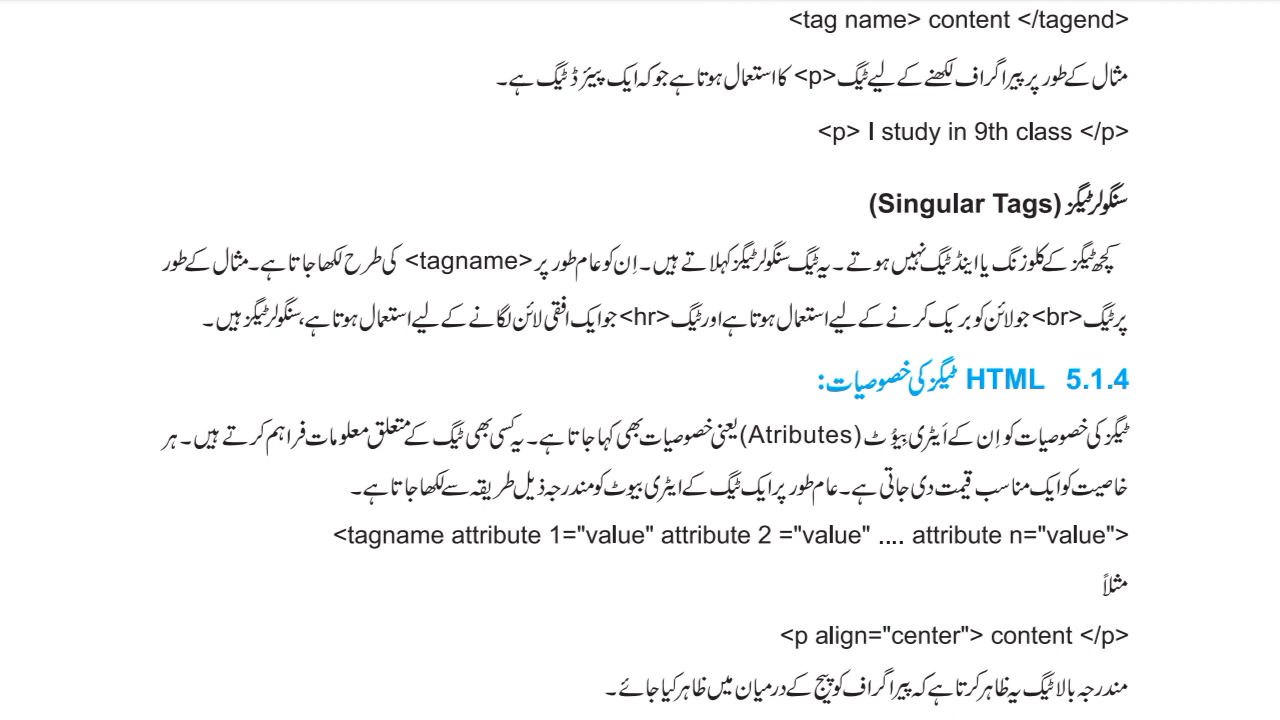 <tag name> content </tagend>
مثال کے طور پر پیراگراف لکھنے کے لیے ٹیگ <p> کا استعمال ہوتا ہے جو کہ ایک پیئرڈ ٹیگ ہے۔
<p> I study in 9th class </p>
سنگولر ٹیگز (Singular Tags)
کچھ ٹیگز کے کلوزنگ یا اینڈ ٹیگ نہیں ہوتے۔ یہ ٹیگ سنگولر ٹیگز کہلاتے ہیں۔ اِن کو عام طور پر <tagname> کی طرح لکھا جاتا ہے۔ مثال کے طور
پر ٹیگ <br> جو لائن کو بریک کرنے کے لیے استعمال ہوتا ہے اور ٹیگ <hr> جو ایک افقی لائن لگانے کے لیے استعمال ہوتا ہے، سنگولر ٹیگز ہیں۔
5.1.4 HTML ٹیگز کی خصوصیات:
ٹیگز کی خصوصیات کو اِن کے اَیٹری بِیُوٹ (Atributes) یعنی خصوصیات بھی کہا جاتا ہے۔ یہ کسی بھی ٹیگ کے متعلق معلومات فراہم کرتے ہیں۔ ہر
خاصیت کو ایک مناسب قیمت دی جاتی ہے۔ عام طور پر ایک ٹیگ کے ایٹری بیوٹ کو مندرجہ ذیل طریقہ سے لکھا جاتا ہے۔
<tagname attribute 1="value" attribute 2 ="value" .... attribute n="value">
مثلاً
<p align="center"> content </p>
مندرجہ بالا ٹیگ یہ ظاہر کرتا ہے کہ پیراگراف کو پیج کے درمیان میں ظاہر کیا جائے۔